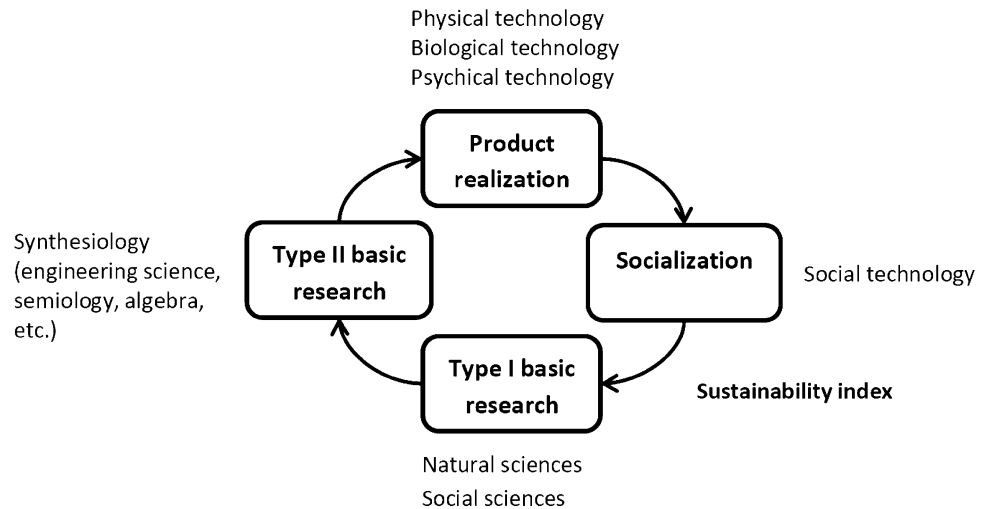 Physical technology
Biological technology
Psychical technology
Product
realization
Synthesiology
(engineering science,
semiology, algebra,
etc.)
Type II basic
research
Socialization
Social technology
Type I basic
research
Sustainability index
Natural sciences
Social sciences